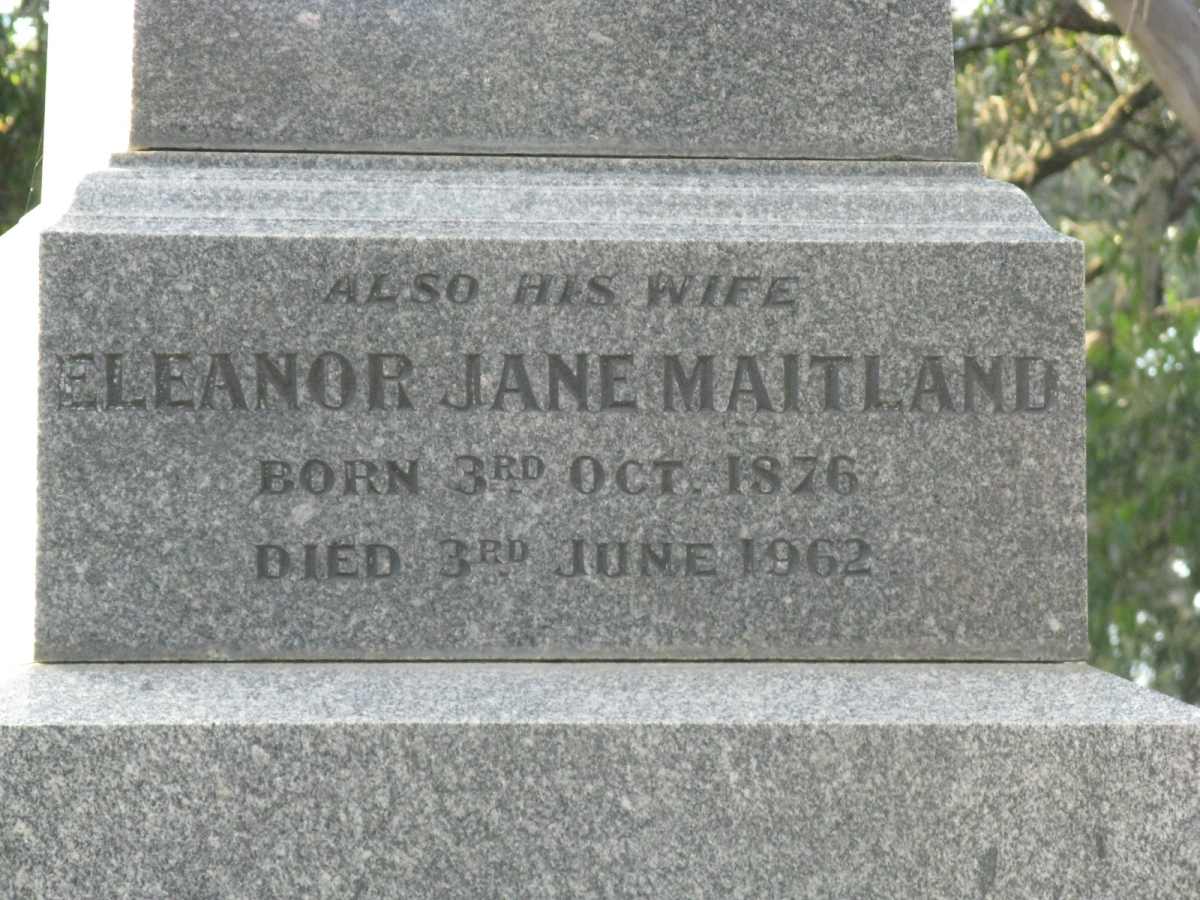 ALSO HIS WIFE
ELEANOR JANE MAITLAND
BORN 3RD OCT. 1876
DIED 3RD JUNE 1962.